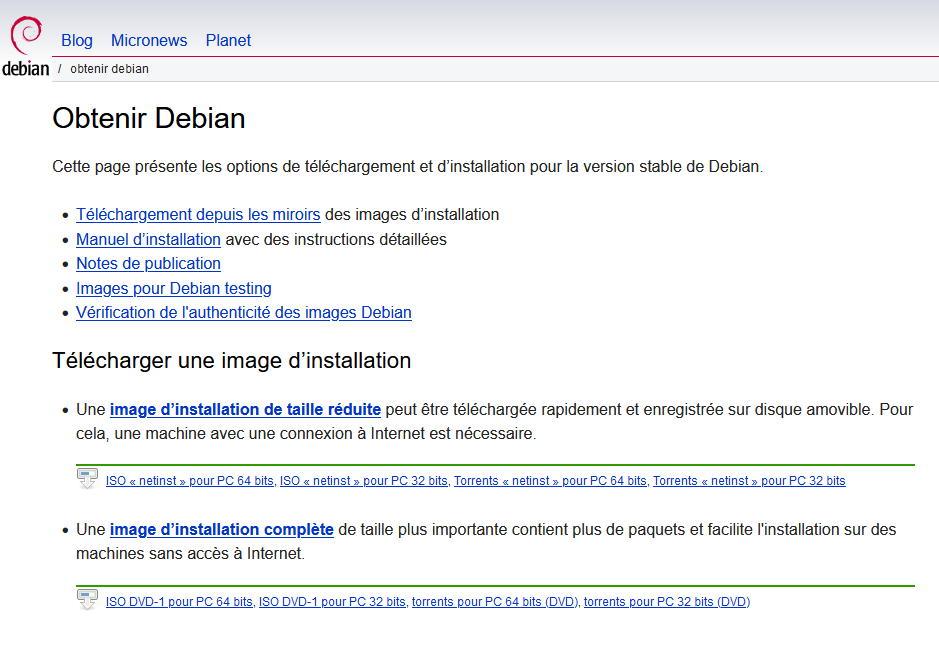 Blog Micronews Planet
debian / obtenir debian
Obtenir Debian
Cette page présente les options de téléchargement et d’installation pour la version stable de Debian.
• Téléchargement depuis les miroirs des images d’installation
• Manuel d’installation avec des instructions détaillées
• Notes de publication
• Images pour Debian testing
• Vérification de l'authenticité des images Debian
Télécharger une image d’installation
• Une image d’installation de taille réduite peut être téléchargée rapidement et enregistrée sur disque amovible. Pour
cela, une machine avec une connexion à Internet est nécessaire.
ISO « netinst » pour PC 64 bits, ISO « netinst » pour PC 32 bits, Torrents « netinst » pour PC 64 bits, Torrents « netinst » pour PC 32 bits
• Une image d’installation complète de taille plus importante contient plus de paquets et facilite l'installation sur des
machines sans accès à Internet.
ISO DVD-1 pour PC 64 bits, ISO DVD-1 pour PC 32 bits, torrents pour PC 64 bits (DVD), torrents pour PC 32 bits (DVD)